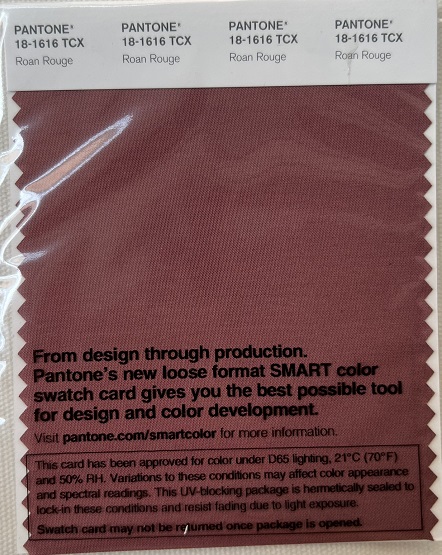 PANTONE® PANTONE® PANTONE® PANTONE®
18-1616 TCX 18-1616 TCX 18-1616 TCX 18-1616 TCX
Roan Rouge Roan Rouge Roan Rouge Roan Rouge
From design through production.
Pantone's new loose format SMART color
swatch card gives you the best possible tool
for design and color development.
Visit pantone.com/smartcolor for more information.
This card has been approved for color under D65 lighting, 21°C (70°F)
and 50% RH. Variations to these conditions may affect color appearance
and spectral readings. This UV-blocking package is hermetically sealed to
lock-in these conditions and resist fading due to light exposure.
Swatch card may not be returned once package is opened.